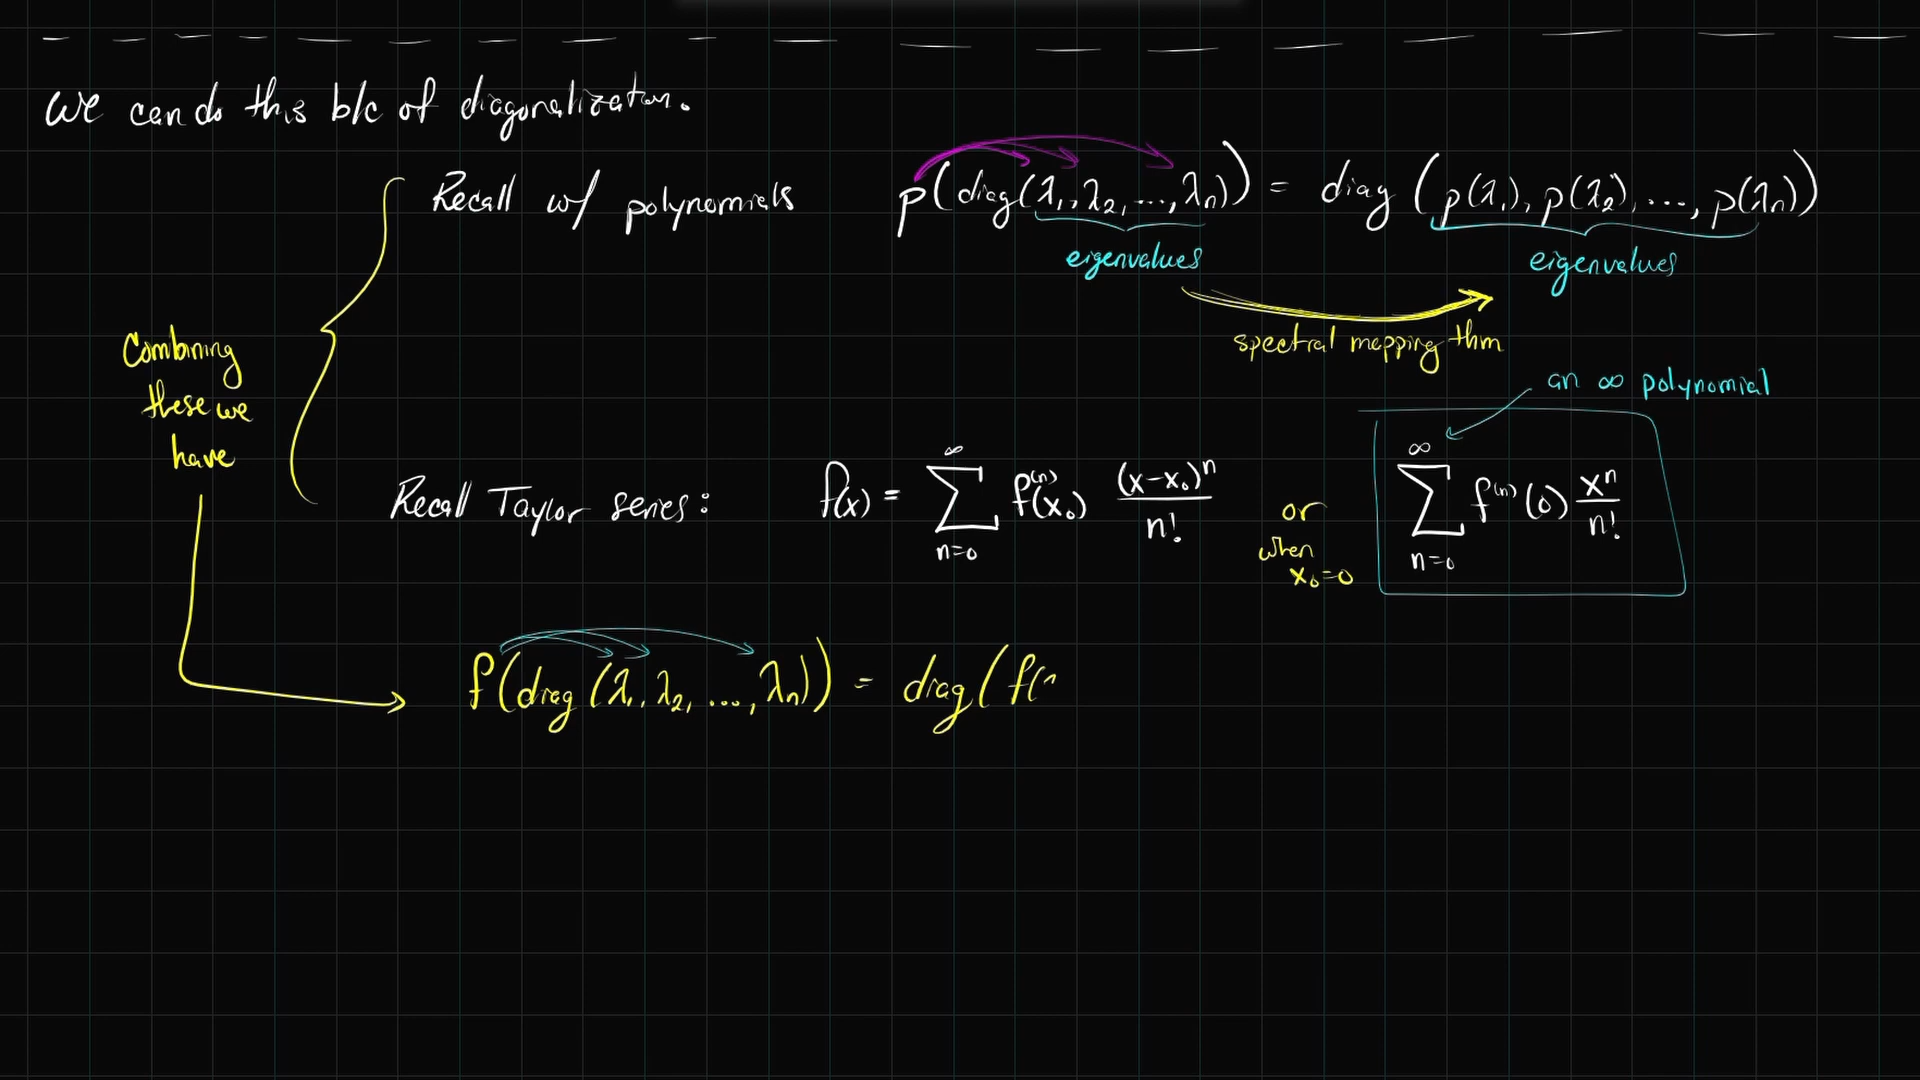 We can do this b/c of diagonalization.
Recall w/ polynomials p(diag(λ₁, λ₂, ..., λn)) = diag(p(λ₁), p(λ₂), ..., p(λn))
eigenvalues eigenvalues
spectral mapping thm
Combining
these we
have
an ∞ polynomial
Recall Taylor series: f(x) = ∑_{n=0}^{∞} f^{(n)}(x₀) (x-x₀)^n / n! or when x₀=0 ∑_{n=0}^{∞} f^{(n)}(0) x^n / n!
f(diag(λ₁, λ₂, ..., λn)) = diag(f(